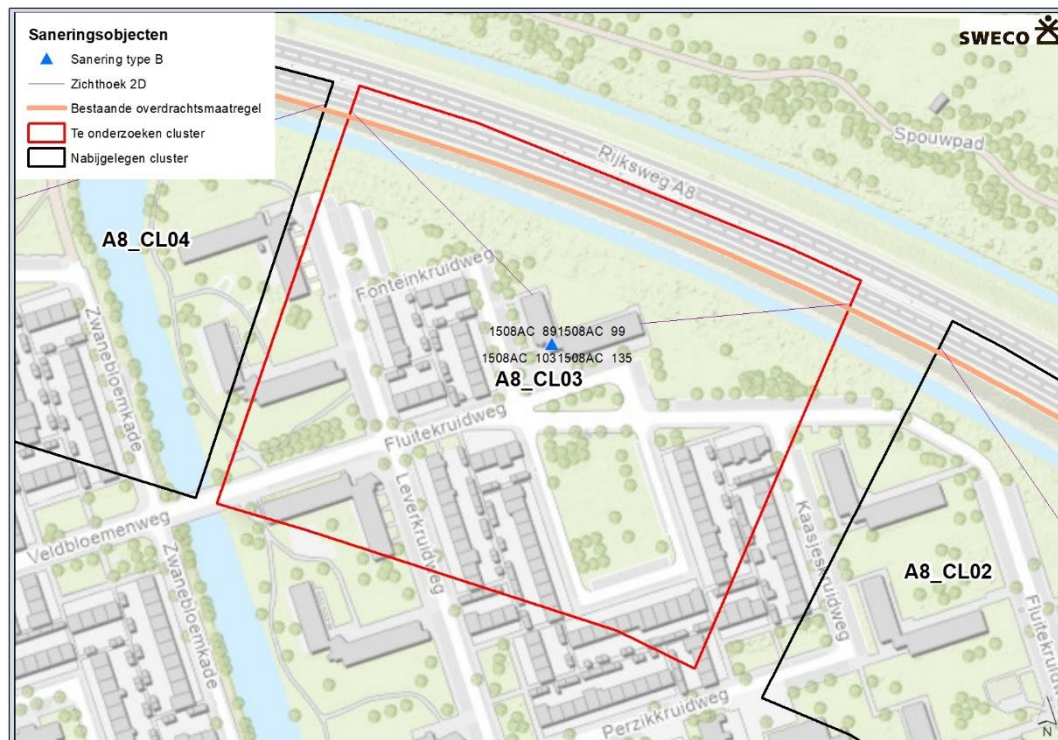 Saneringsobjecten
Sanering type B
Zichthoek 2D
Bestaande overdrachtsmaatregel
Te onderzoeken cluster
Nabijgelegen cluster
SWECO
Spouwpad
Rijksweg A8
A8_CL04
Fonteinkruidweg
Zwanebloemkade
1508AC 89
1508AC 99
1508AC 103
1508AC 135
A8_CL03
Fluitekruidweg
Leverkruidweg
Kaasjeskruidweg
Veldbloemenweg
Zwanebloemkade
A8_CL02
Fluitekruidw
Perzikkruidweg
N